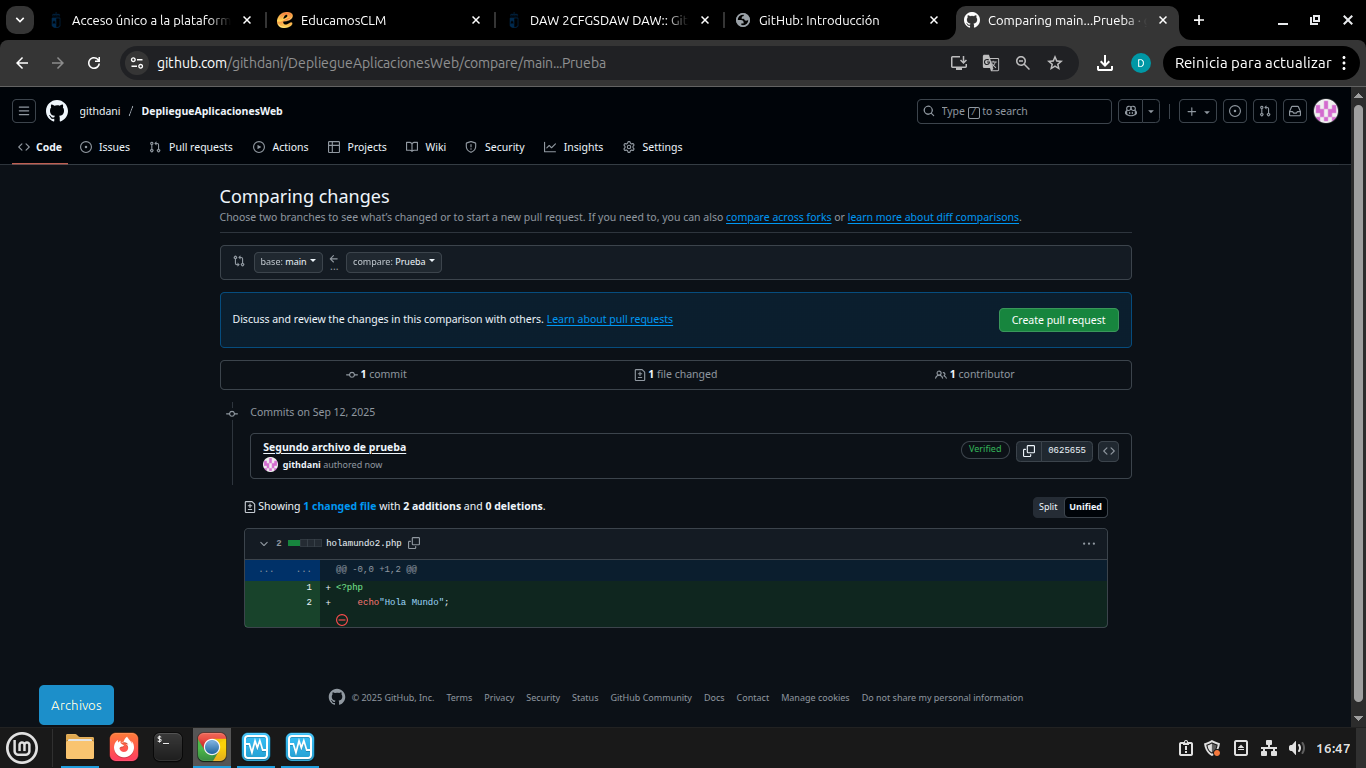 Acceso único a la plataform
EducamosCLM
DAW 2CFGSDAW DAW:: Git
GitHub: Introducción
Comparing main...Prueba ·
github.com/githdani/DepliegueAplicacionesWeb/compare/main...Prueba
D
Reinicia para actualizar
githdani / DepliegueAplicacionesWeb
Type / to search
Code Issues Pull requests Actions Projects Wiki Security Insights Settings
Comparing changes
Choose two branches to see what's changed or to start a new pull request. If you need to, you can also compare across forks or learn more about diff comparisons.
base: main
...
compare: Prueba
Discuss and review the changes in this comparison with others. Learn about pull requests
Create pull request
1 commit
1 file changed
1 contributor
Commits on Sep 12, 2025
Segundo archivo de prueba
Verified
0625655
githdani authored now
Showing 1 changed file with 2 additions and 0 deletions.
Split Unified
2 holamundo2.php
... ... @@ -0,0 +1,2 @@
1 + <?php
2 + echo"Hola Mundo";
© 2025 GitHub, Inc. Terms Privacy Security Status GitHub Community Docs Contact Manage cookies Do not share my personal information
Archivos
16:47